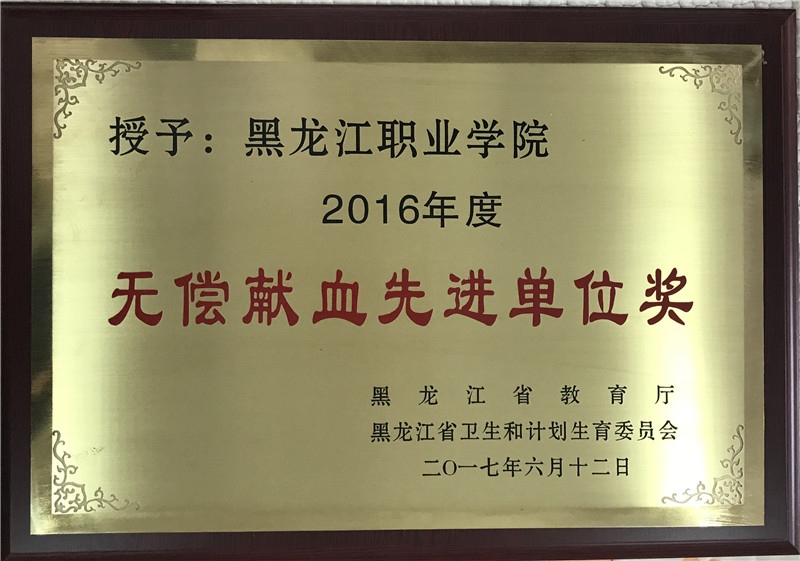 授予：黑龙江职业学院
2016年度
无偿献血先进单位奖
黑龙江省教育厅
黑龙江省卫生和计划生育委员会
二〇一七年六月十二日